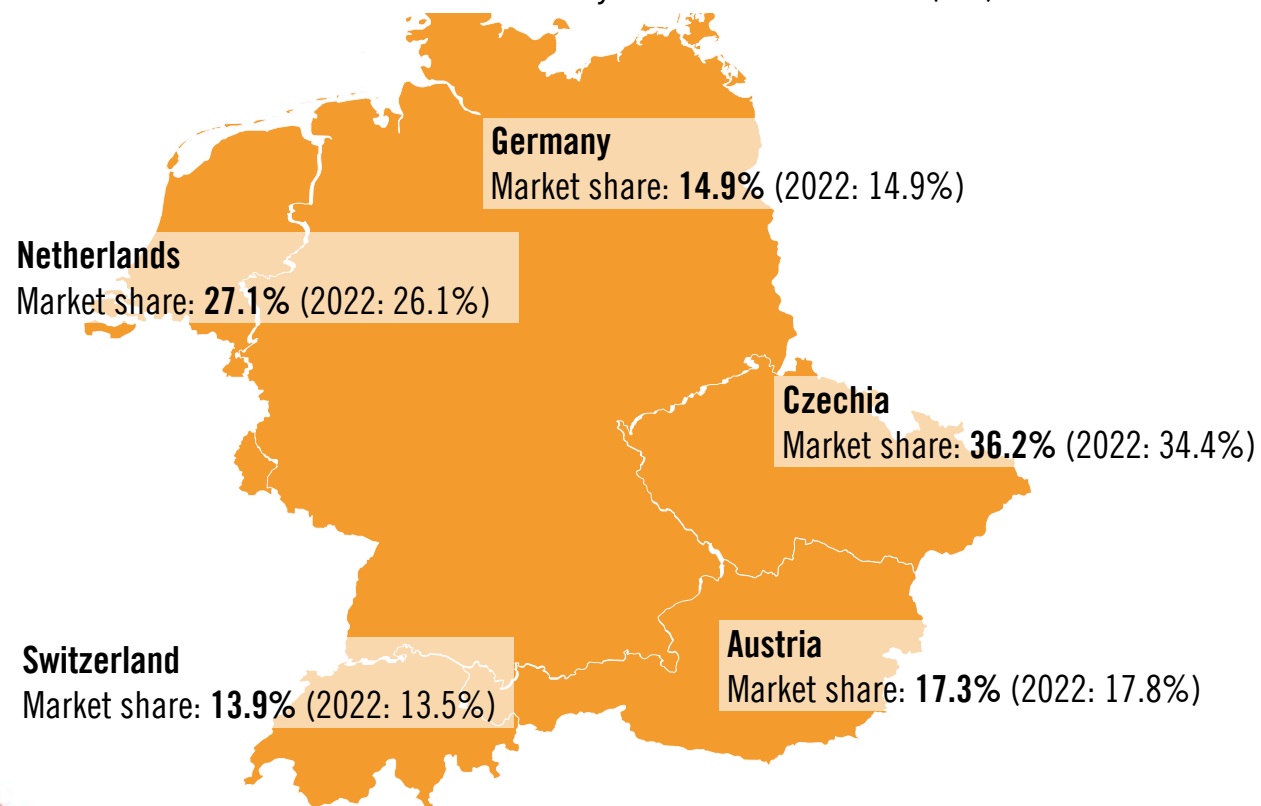 Germany
Market share: 14.9% (2022: 14.9%)
Netherlands
Market share: 27.1% (2022: 26.1%)
Czechia
Market share: 36.2% (2022: 34.4%)
Switzerland
Market share: 13.9% (2022: 13.5%)
Austria
Market share: 17.3% (2022: 17.8%)